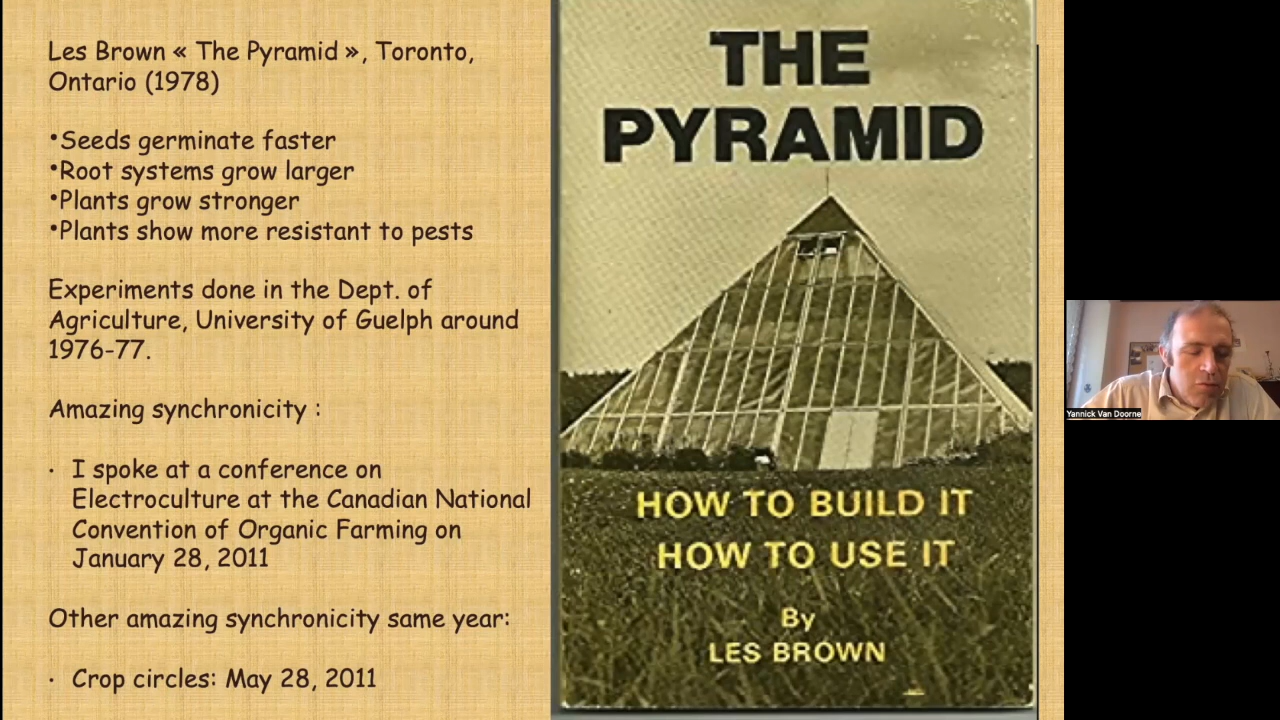 Les Brown « The Pyramid », Toronto,
Ontario (1978)
•Seeds germinate faster
•Root systems grow larger
•Plants grow stronger
•Plants show more resistant to pests
Experiments done in the Dept. of
Agriculture, University of Guelph around
1976-77.
Amazing synchronicity :
• I spoke at a conference on
Electroculture at the Canadian National
Convention of Organic Farming on
January 28, 2011
Other amazing synchronicity same year:
• Crop circles: May 28, 2011
THE
PYRAMID
HOW TO BUILD IT
HOW TO USE IT
By
LES BROWN
Yannick Van Doorne